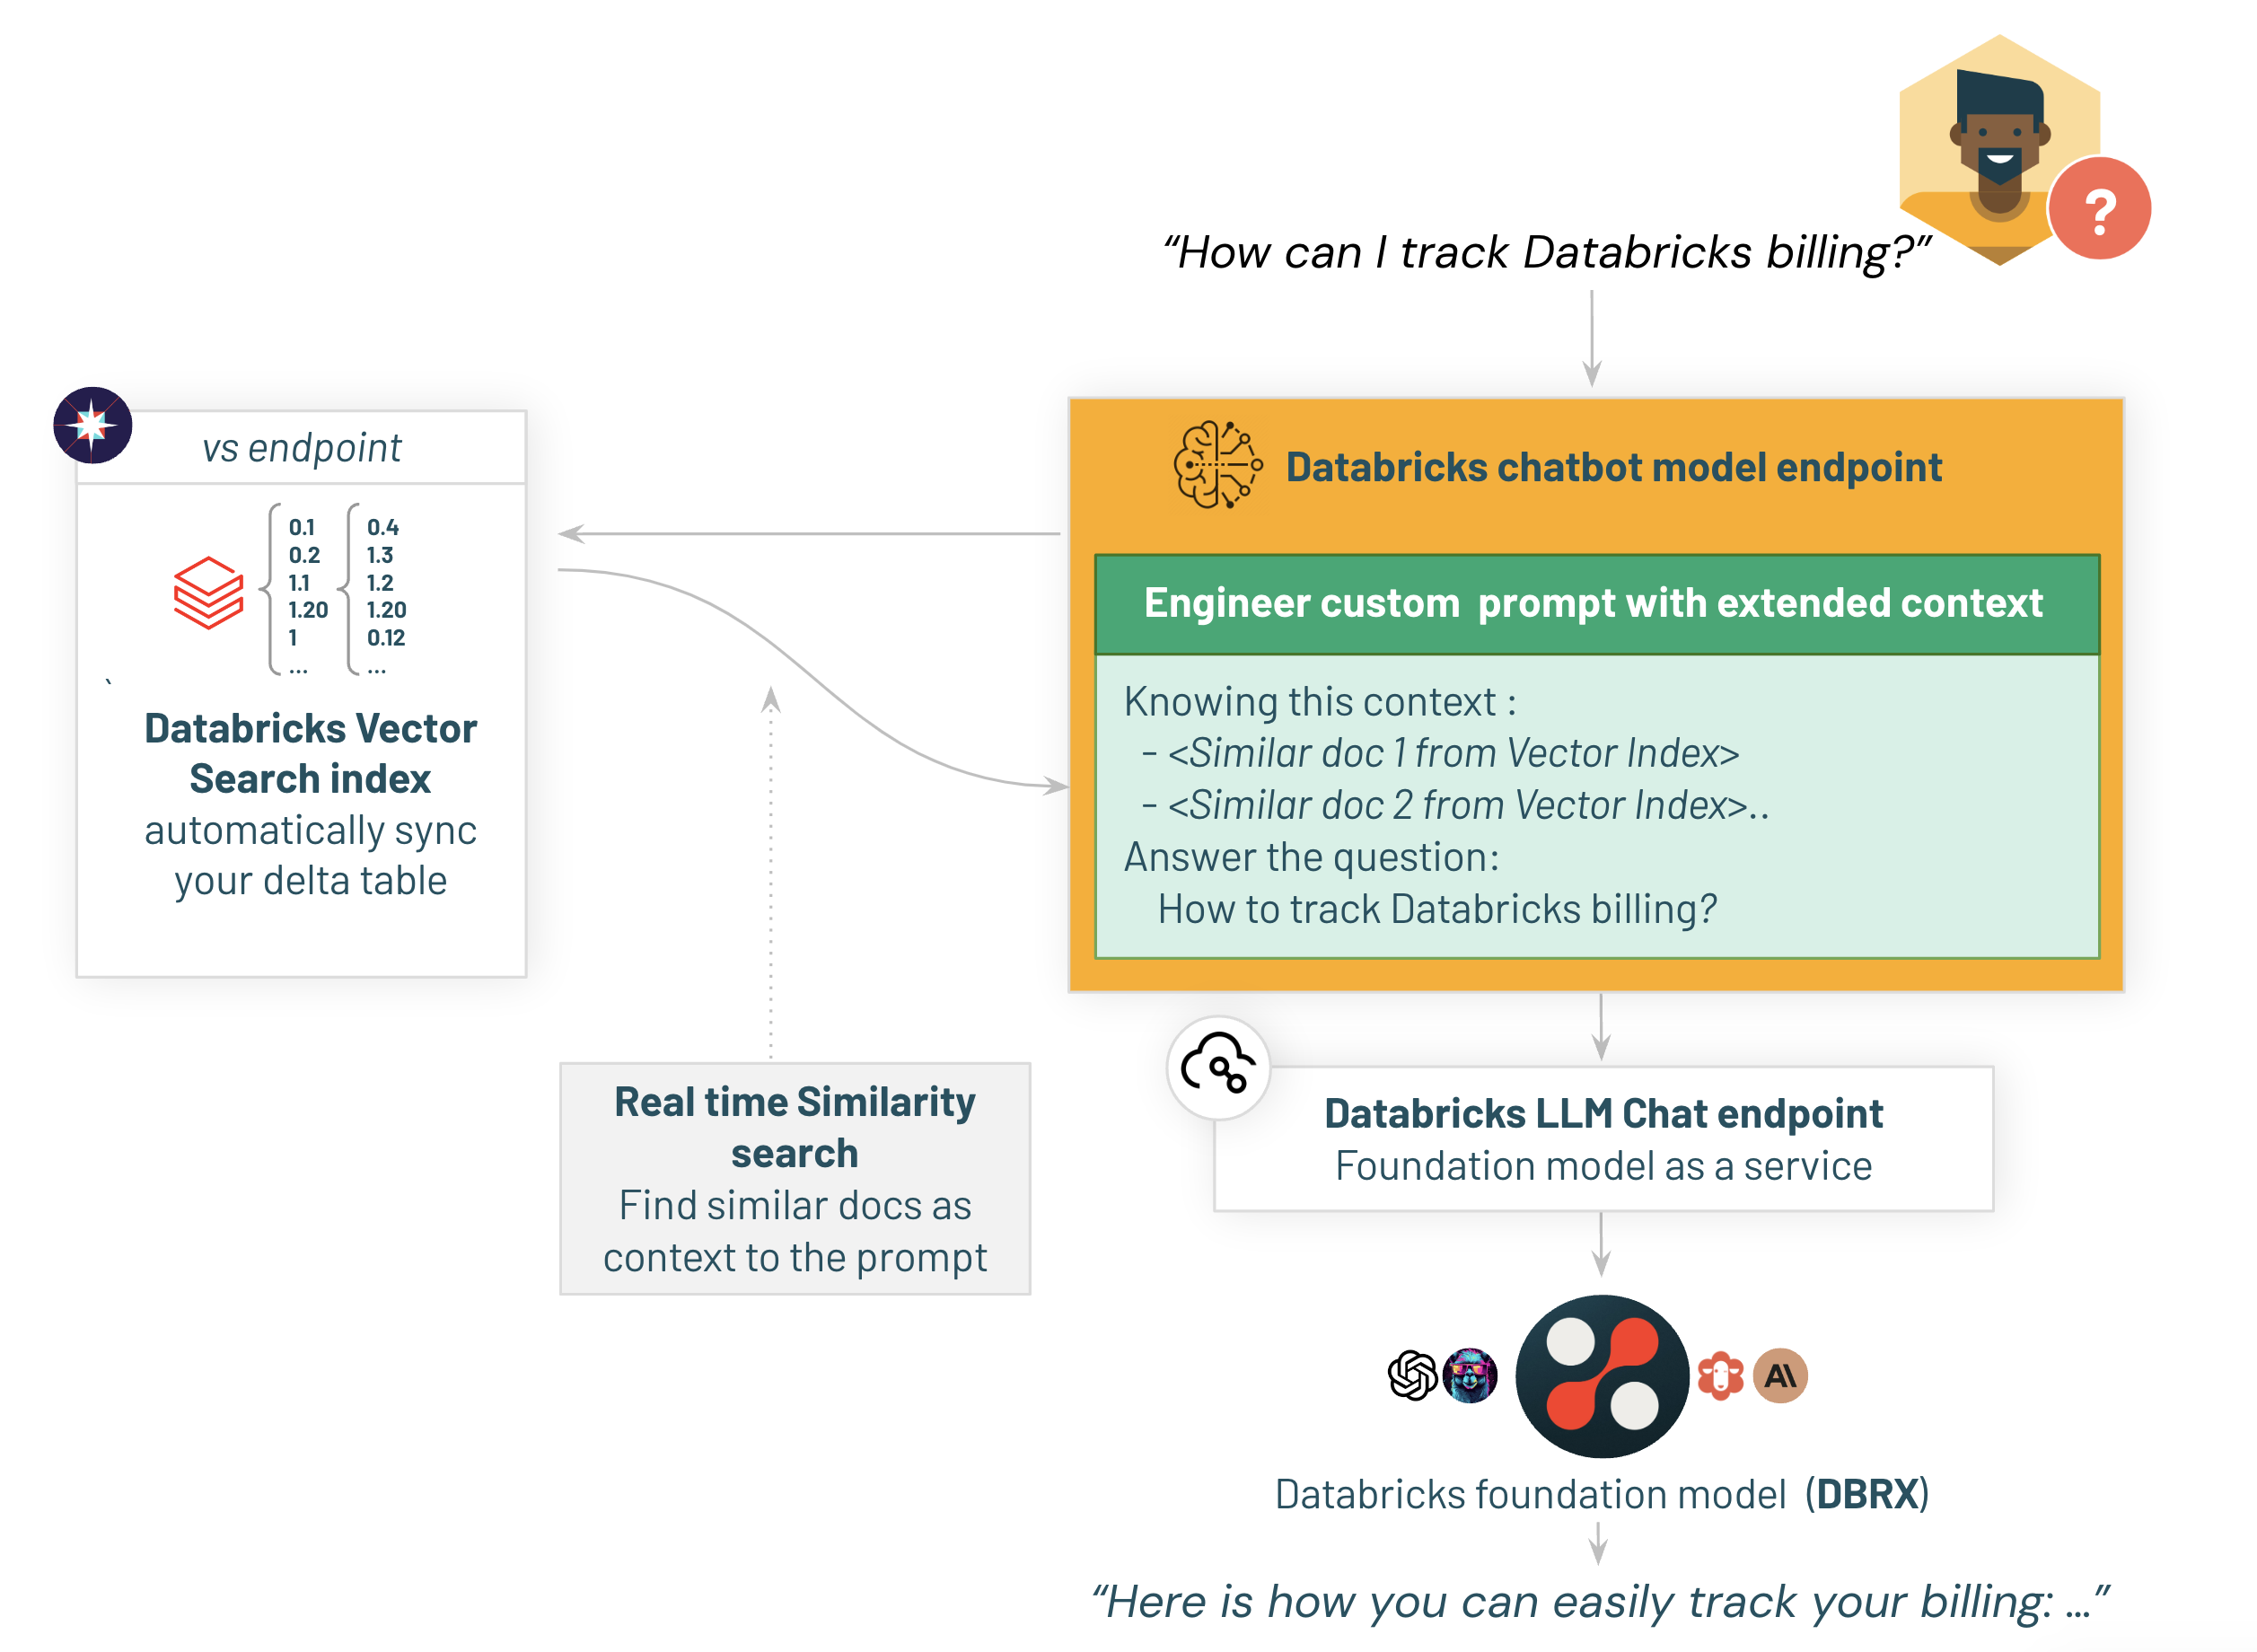 “How can I track Databricks billing?”
?
vs endpoint
0.1
0.2
1.1
1.20
1
...
0.4
1.3
1.2
1.20
0.12
...
`
Databricks Vector
Search index
automatically sync
your delta table
Databricks chatbot model endpoint
Engineer custom  prompt with extended context
Knowing this context :
- <Similar doc 1 from Vector Index>
- <Similar doc 2 from Vector Index>..
Answer the question:
How to track Databricks billing?
Real time Similarity
search
Find similar docs as
context to the prompt
Databricks LLM Chat endpoint
Foundation model as a service
A\
Databricks foundation model  (DBRX)
“Here is how you can easily track your billing: ...”